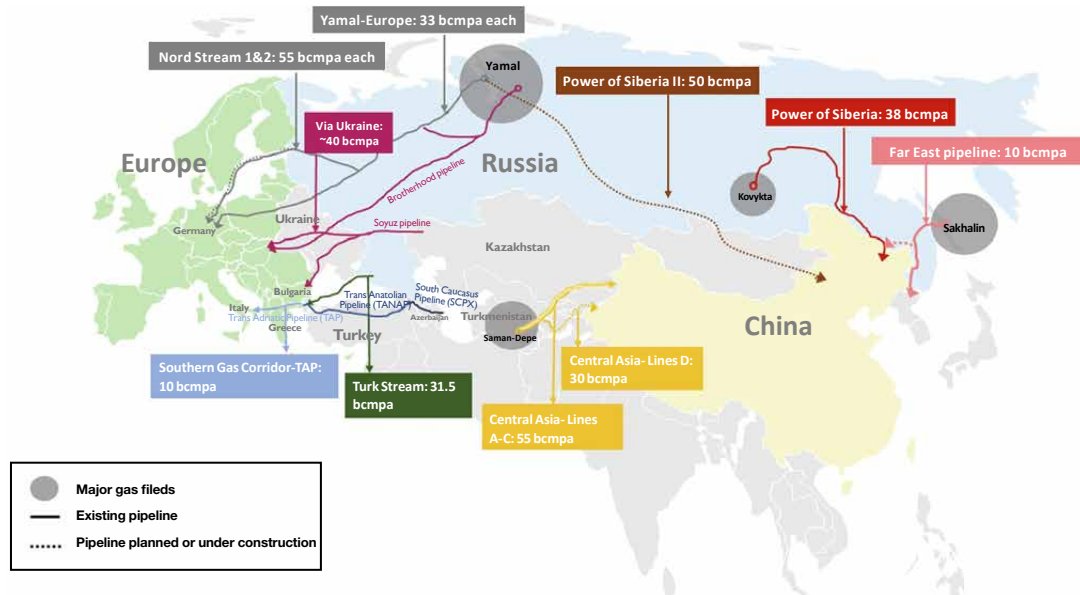 Yamal-Europe: 33 bcmpa each
Nord Stream 1&2: 55 bcmpa each
Yamal
Power of Siberia II: 50 bcmpa
Power of Siberia: 38 bcmpa
Via Ukraine:
~40 bcmpa
Far East pipeline: 10 bcmpa
Europe
Russia
Brotherhood pipeline
Kovykta
Sakhalin
Ukraine
Germany
Soyuz pipeline
Kazakhstan
Bulgaria
Trans Anatolian
Pipeline (TANAP)
South Caucasus
Pipeline (SCPX)
Italy
Trans Adriatic Pipeline (TAP)
Greece
Turkey
Azerbaijan
Turkmenistan
Saman-Depe
China
Southern Gas Corridor-TAP:
10 bcmpa
Turk Stream: 31.5
bcmpa
Central Asia- Lines D:
30 bcmpa
Central Asia- Lines
A-C: 55 bcmpa
Major gas fileds
Existing pipeline
Pipeline planned or under construction